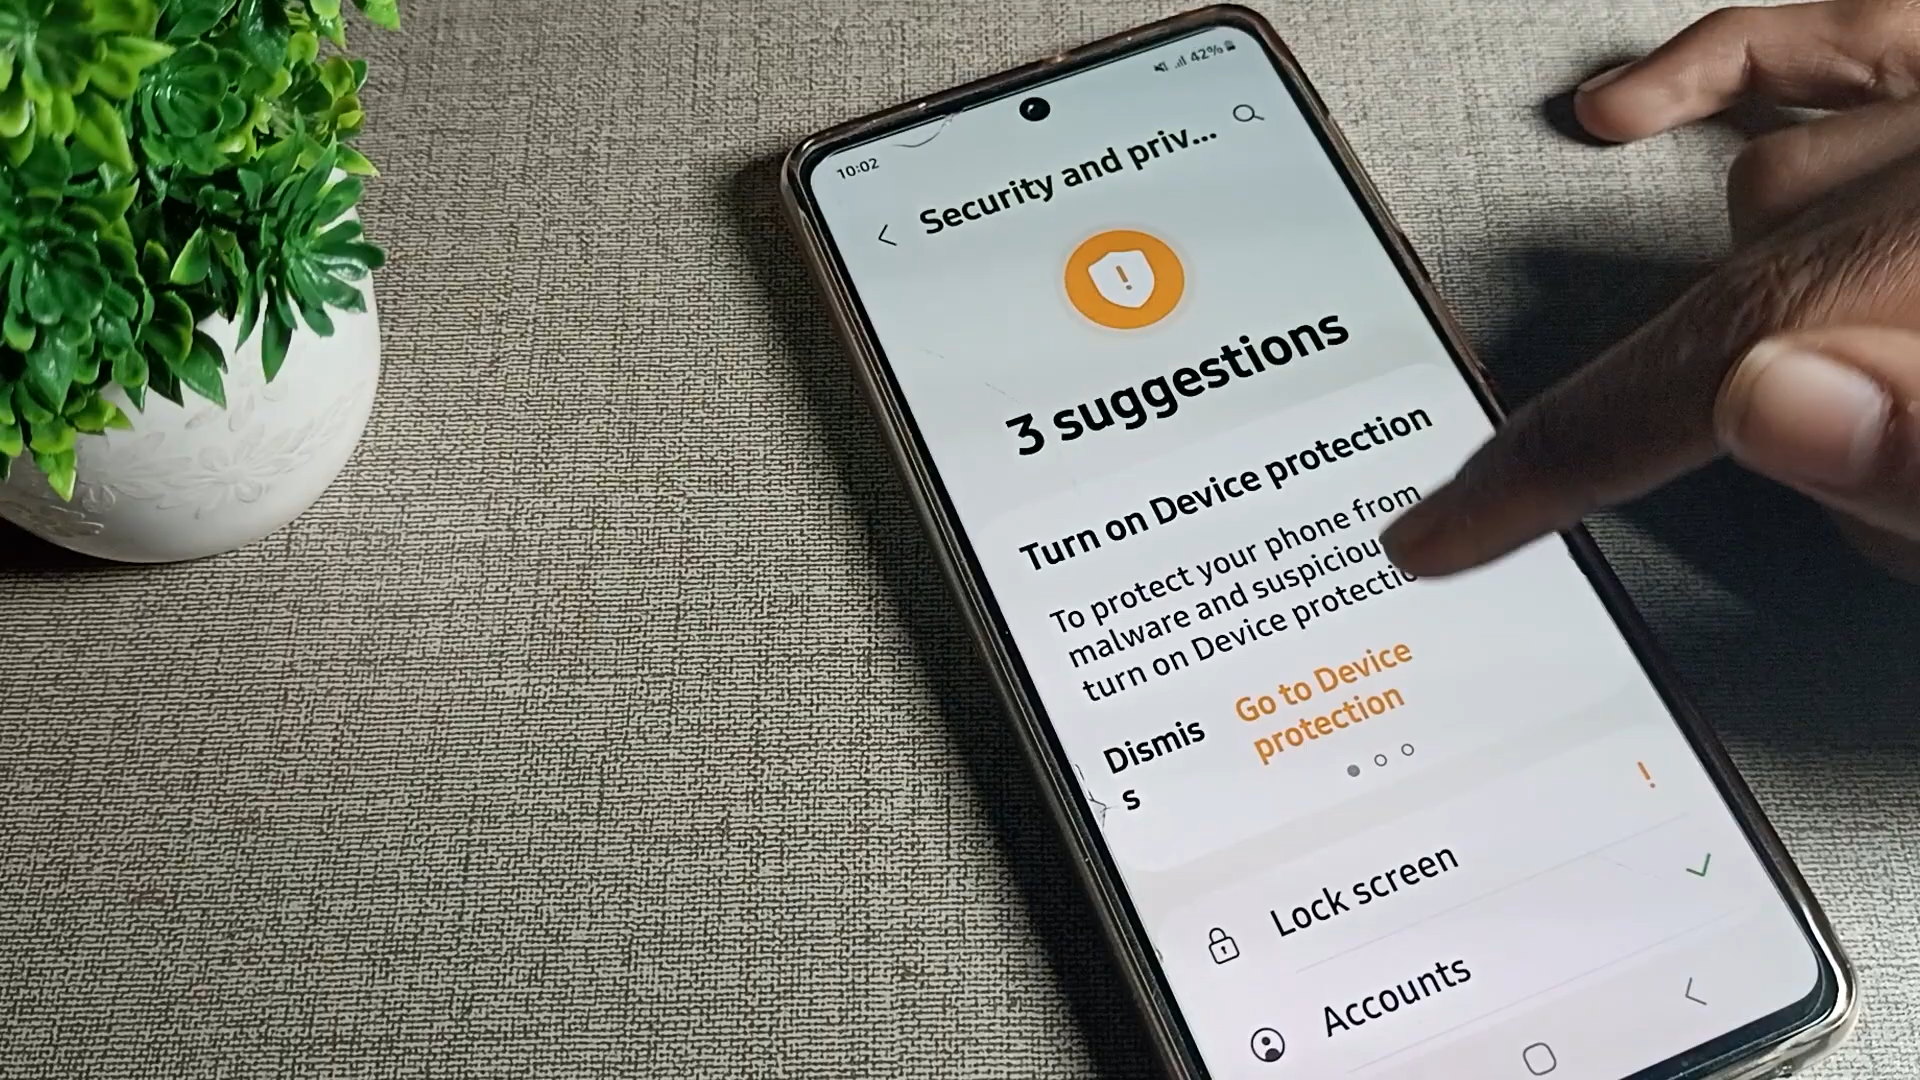 10:02
42%
Security and priv...
3 suggestions
Turn on Device protection
To protect your phone from
malware and suspiciou
turn on Device protectio
Dismis
s
Go to Device
protection
Lock screen
!
Accounts